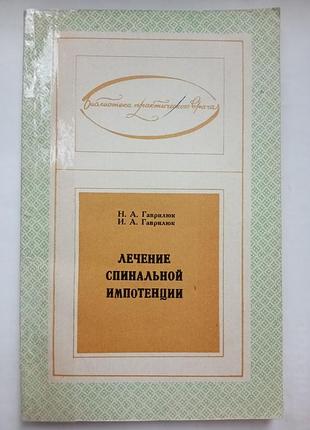 Библиотека практического врача
Н. А. Гаврилюк
И. А. Гаврилюк
ЛЕЧЕНИЕ
СПИНАЛЬНОЙ
ИМПОТЕНЦИИ